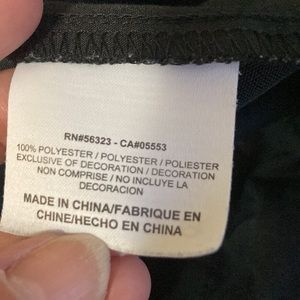 RN#56323 - CA#05553
100% POLYESTER / POLYESTER / POLIESTER
EXCLUSIVE OF DECORATION / DECORATION
NON COMPRISE / NO INCLUYE LA
DECORACION
MADE IN CHINA/FABRIQUE EN
CHINE/HECHO EN CHINA